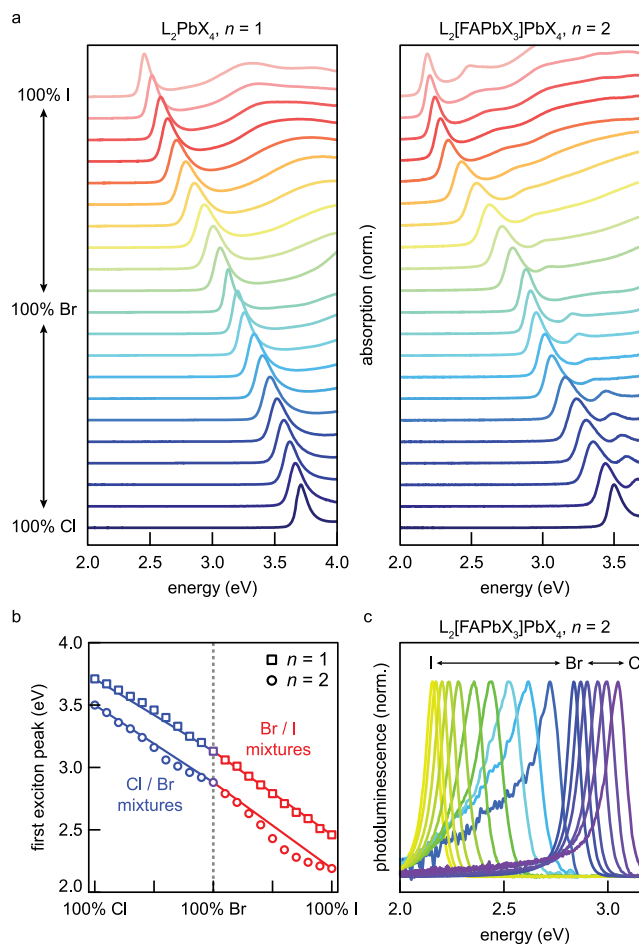 a
L₂PbX₄, n = 1
L₂[FAPbX₃]PbX₄, n = 2
100% I
100% Br
100% Cl
absorption (norm.)
2.0 2.5 3.0 3.5 4.0
2.0 2.5 3.0 3.5
energy (eV)
energy (eV)
b
4.0
3.5
3.0
2.5
2.0
first exciton peak (eV)
n = 1
n = 2
Br / I
mixtures
Cl / Br
mixtures
100% Cl 100% Br 100% I
c
L₂[FAPbX₃]PbX₄, n = 2
I Br
photoluminescence (norm.)
2.0 2.5 3.0
energy (eV)